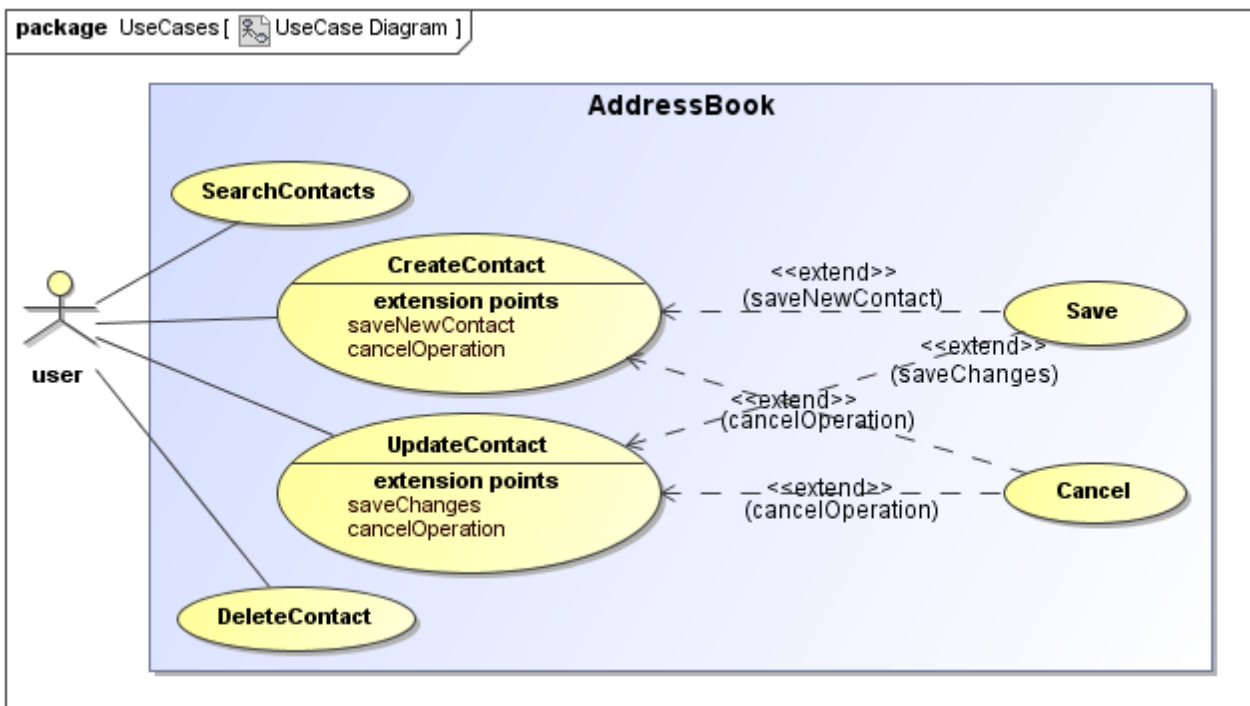 package UseCases [ UseCase Diagram ]
AddressBook
SearchContacts
CreateContact
extension points
saveNewContact
cancelOperation
<<extend>>
(saveNewContact)
Save
<<extend>>
(saveChanges)
user
<<extend>>
(cancelOperation)
UpdateContact
extension points
saveChanges
cancelOperation
<<extend>>
(cancelOperation)
Cancel
DeleteContact